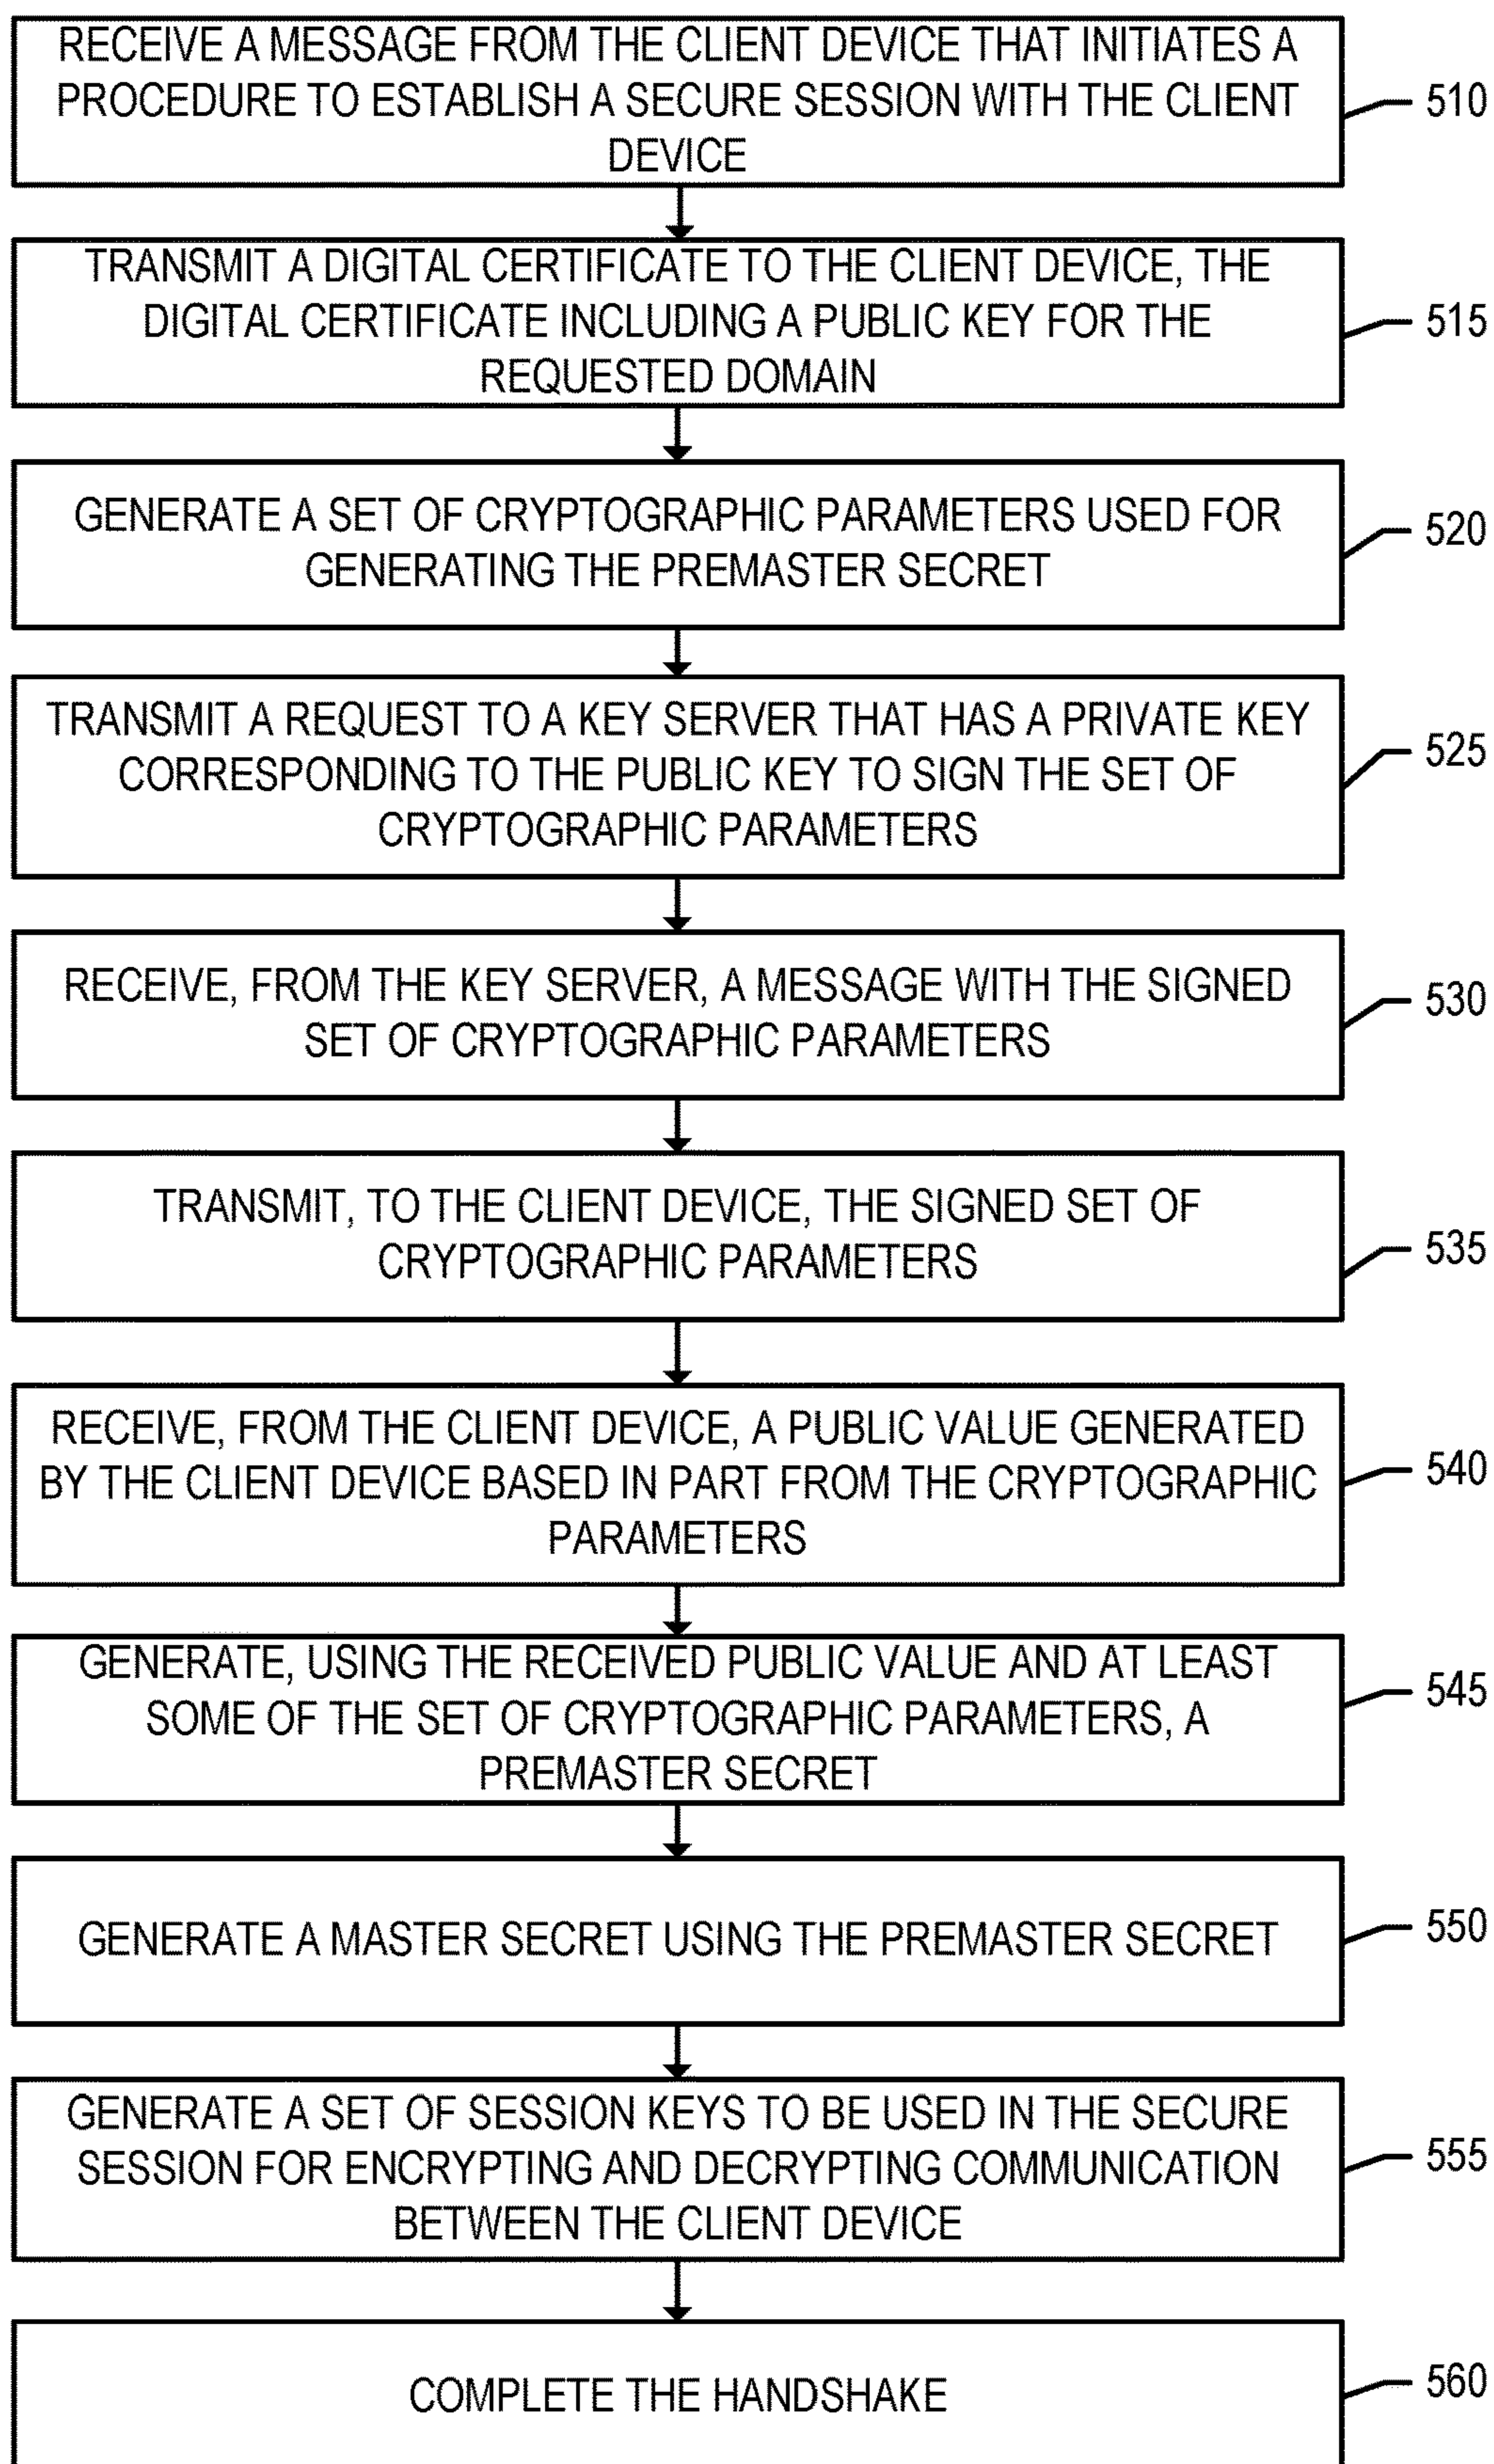 RECEIVE A MESSAGE FROM THE CLIENT DEVICE THAT INITIATES A
PROCEDURE TO ESTABLISH A SECURE SESSION WITH THE CLIENT
DEVICE
510
TRANSMIT A DIGITAL CERTIFICATE TO THE CLIENT DEVICE, THE
DIGITAL CERTIFICATE INCLUDING A PUBLIC KEY FOR THE
REQUESTED DOMAIN
515
GENERATE A SET OF CRYPTOGRAPHIC PARAMETERS USED FOR
GENERATING THE PREMASTER SECRET
520
TRANSMIT A REQUEST TO A KEY SERVER THAT HAS A PRIVATE KEY
CORRESPONDING TO THE PUBLIC KEY TO SIGN THE SET OF
CRYPTOGRAPHIC PARAMETERS
525
RECEIVE, FROM THE KEY SERVER, A MESSAGE WITH THE SIGNED
SET OF CRYPTOGRAPHIC PARAMETERS
530
TRANSMIT, TO THE CLIENT DEVICE, THE SIGNED SET OF
CRYPTOGRAPHIC PARAMETERS
535
RECEIVE, FROM THE CLIENT DEVICE, A PUBLIC VALUE GENERATED
BY THE CLIENT DEVICE BASED IN PART FROM THE CRYPTOGRAPHIC
PARAMETERS
540
GENERATE, USING THE RECEIVED PUBLIC VALUE AND AT LEAST
SOME OF THE SET OF CRYPTOGRAPHIC PARAMETERS, A
PREMASTER SECRET
545
GENERATE A MASTER SECRET USING THE PREMASTER SECRET
550
GENERATE A SET OF SESSION KEYS TO BE USED IN THE SECURE
SESSION FOR ENCRYPTING AND DECRYPTING COMMUNICATION
BETWEEN THE CLIENT DEVICE
555
COMPLETE THE HANDSHAKE
560